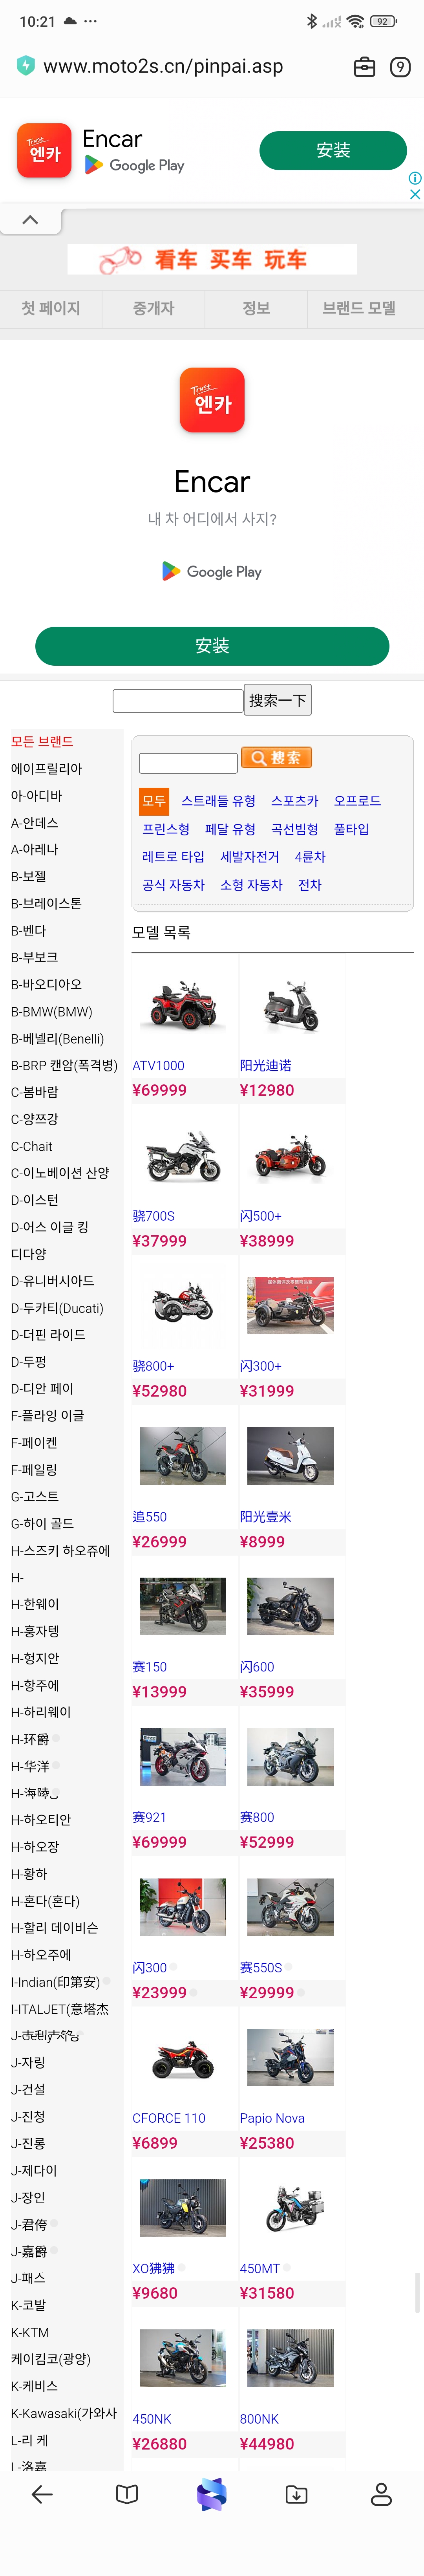 10:21
92
www.moto2s.cn/pinpai.asp
9
Trust
엔카
Encar
Google Play
安装
看车 买车 玩车
첫 페이지
중개자
정보
브랜드 모델
Trust
엔카
Encar
내 차 어디에서 사지?
Google Play
安装
搜索一下
모든 브랜드
에이프릴리아
아-아디바
A-안데스
A-아레나
B-보젤
B-브레이스톤
B-벤다
B-부보크
B-바오디아오
B-BMW(BMW)
B-베넬리(Benelli)
B-BRP 캔암(폭격병)
C-봄바람
C-양쯔강
C-Chait
C-이노베이션 산양
D-이스턴
D-어스 이글 킹
디다양
D-유니버시아드
D-두카티(Ducati)
D-더핀 라이드
D-두펑
D-디안 페이
F-플라잉 이글
F-페이켄
F-페일링
G-고스트
G-하이 골드
H-스즈키 하오쥬에
H-
H-한웨이
H-훙자텡
H-헝지안
H-향주에
H-하리웨이
H-环爵
H-华洋
H-海陵
H-하오티안
H-하오장
H-황하
H-혼다(혼다)
H-할리 데이비슨
H-하오주에
I-Indian(印第安)
I-ITALJET(意塔杰
J-
J-자링
J-건설
J-진청
J-진롱
J-제다이
J-장인
J-君侉
J-嘉爵
J-패스
K-코발
K-KTM
케이킴코(광양)
K-케비스
K-Kawasaki(가와사
L-리 케
L-洛嘉
搜索
모두 스트래들 유형 스포츠카 오프로드
프린스형 페달 유형 곡선빔형 풀타입
레트로 타입 세발자전거 4륜차
공식 자동차 소형 자동차 전차
모델 목록
ATV1000 阳光迪诺
¥69999 ¥12980
骁700S 闪500+
¥37999 ¥38999
骁800+ 闪300+
¥52980 ¥31999
追550 阳光壹米
¥26999 ¥8999
赛150 闪600
¥13999 ¥35999
赛921 赛800
¥69999 ¥52999
闪300 赛550S
¥23999 ¥29999
CFORCE 110 Papio Nova
¥6899 ¥25380
XO狒狒 450MT
¥9680 ¥31580
450NK 800NK
¥26880 ¥44980